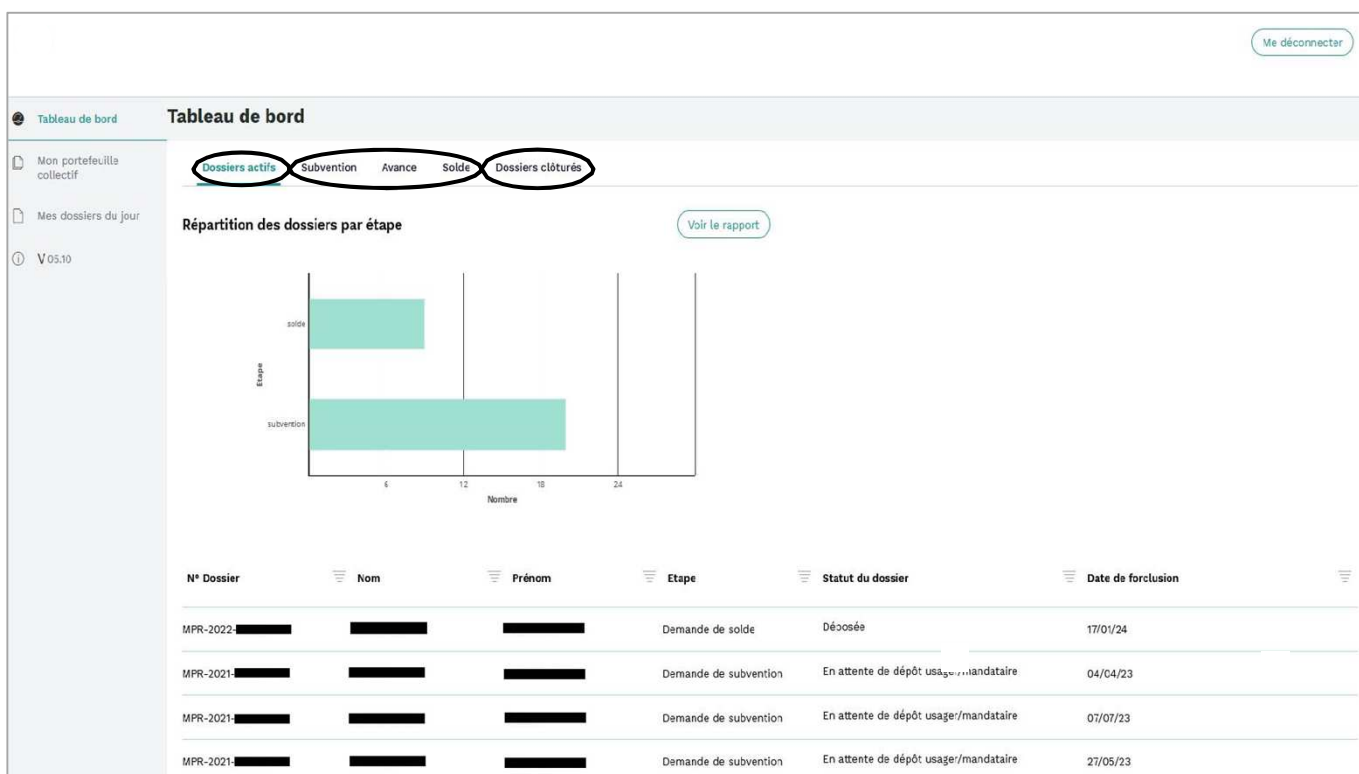 Me déconnecter
Tableau de bord
Tableau de bord
Mon portefeuille
collectif
Mes dossiers du jour
V 05.10
Dossiers actifs Subvention Avance Solde Dossiers clôturés
Répartition des dossiers par étape
Voir le rapport
solde
Etape
subvention
6 12 18 24
Nombre
N° Dossier Nom Prénom Etape Statut du dossier Date de forclusion
MPR-2022- Demande de solde Déposée 17/01/24
MPR-2021- Demande de subvention En attente de dépôt usager/mandataire 04/04/23
MPR-2021- Demande de subvention En attente de dépôt usager/mandataire 07/07/23
MPR-2021- Demande de subvention En attente de dépôt usager/mandataire 27/05/23